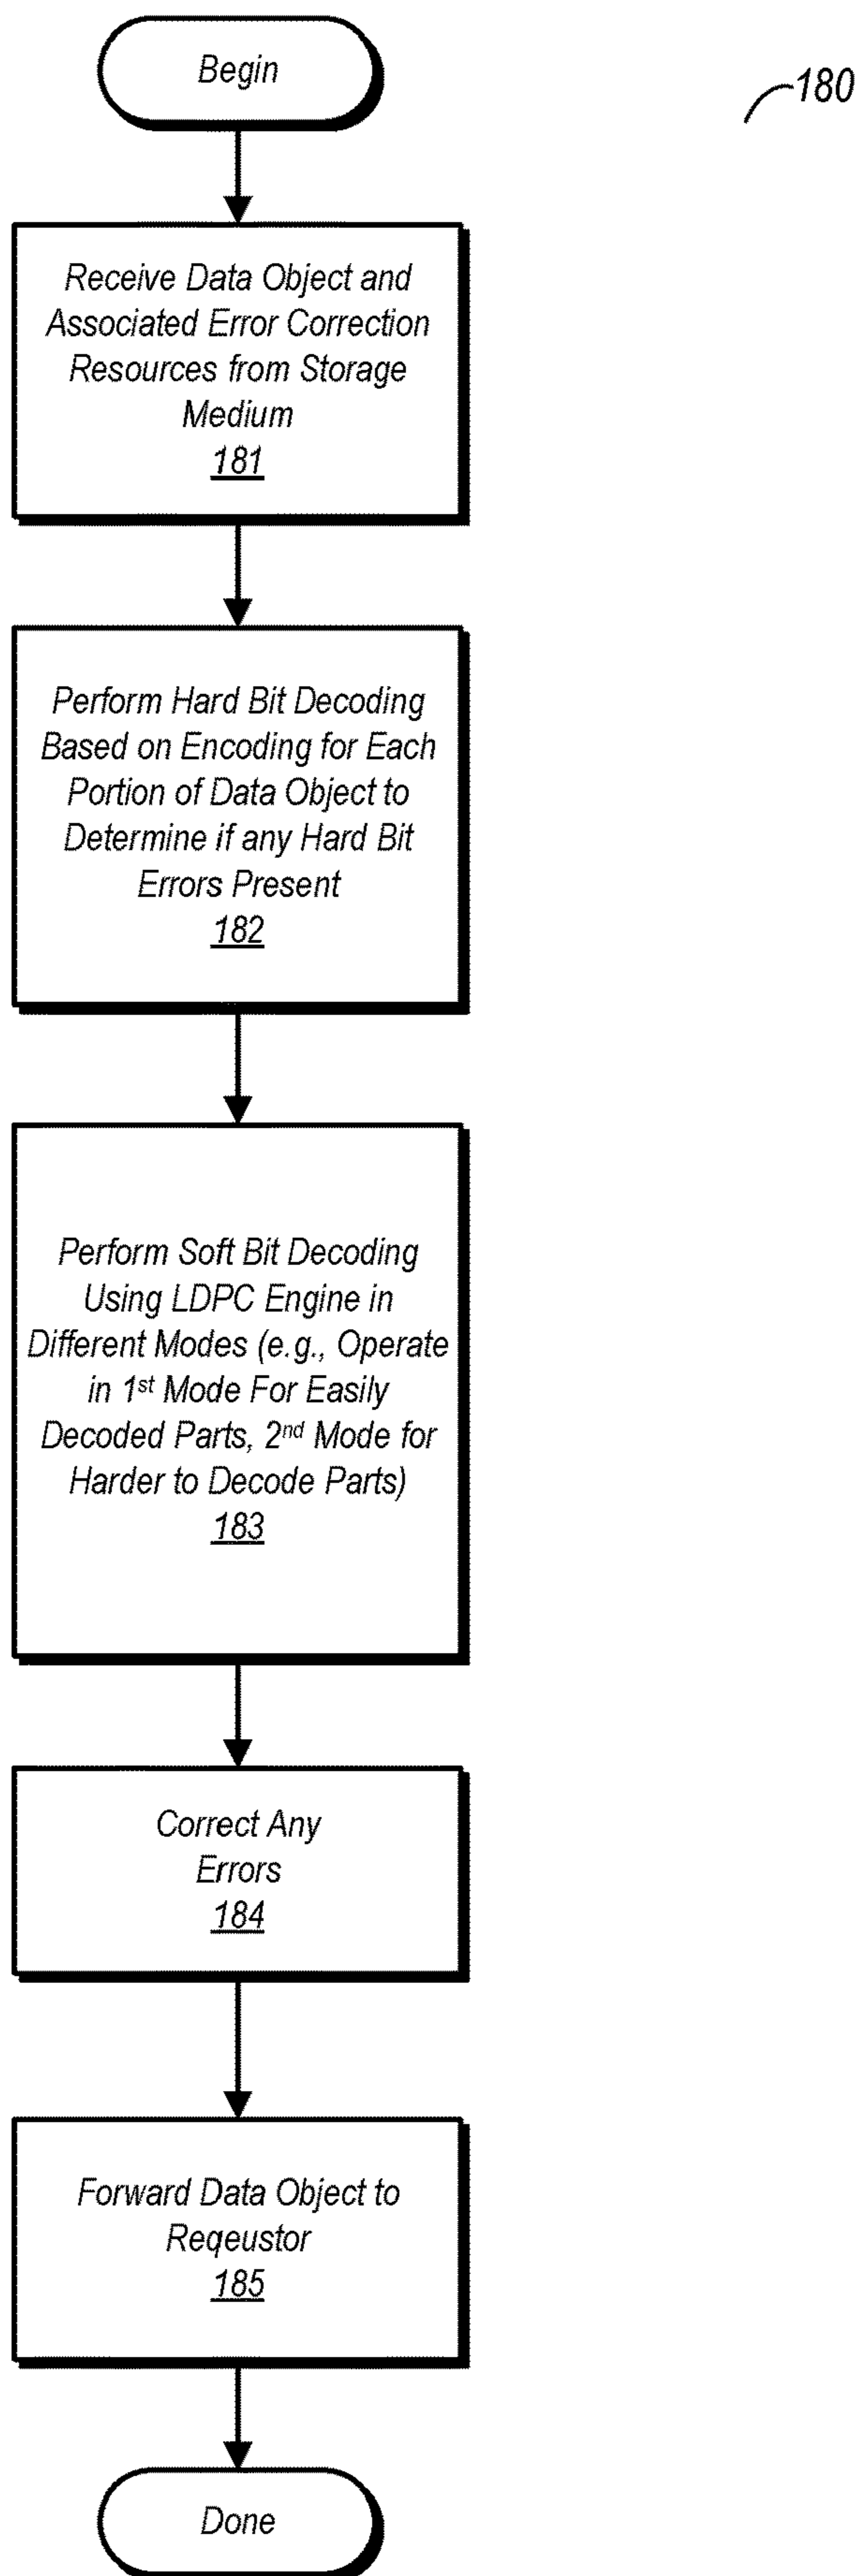 Begin
180
Receive Data Object and
Associated Error Correction
Resources from Storage
Medium
181
Perform Hard Bit Decoding
Based on Encoding for Each
Portion of Data Object to
Determine if any Hard Bit
Errors Present
182
Perform Soft Bit Decoding
Using LDPC Engine in
Different Modes (e.g., Operate
in 1st Mode For Easily
Decoded Parts, 2nd Mode for
Harder to Decode Parts)
183
Correct Any
Errors
184
Forward Data Object to
Reqeustor
185
Done